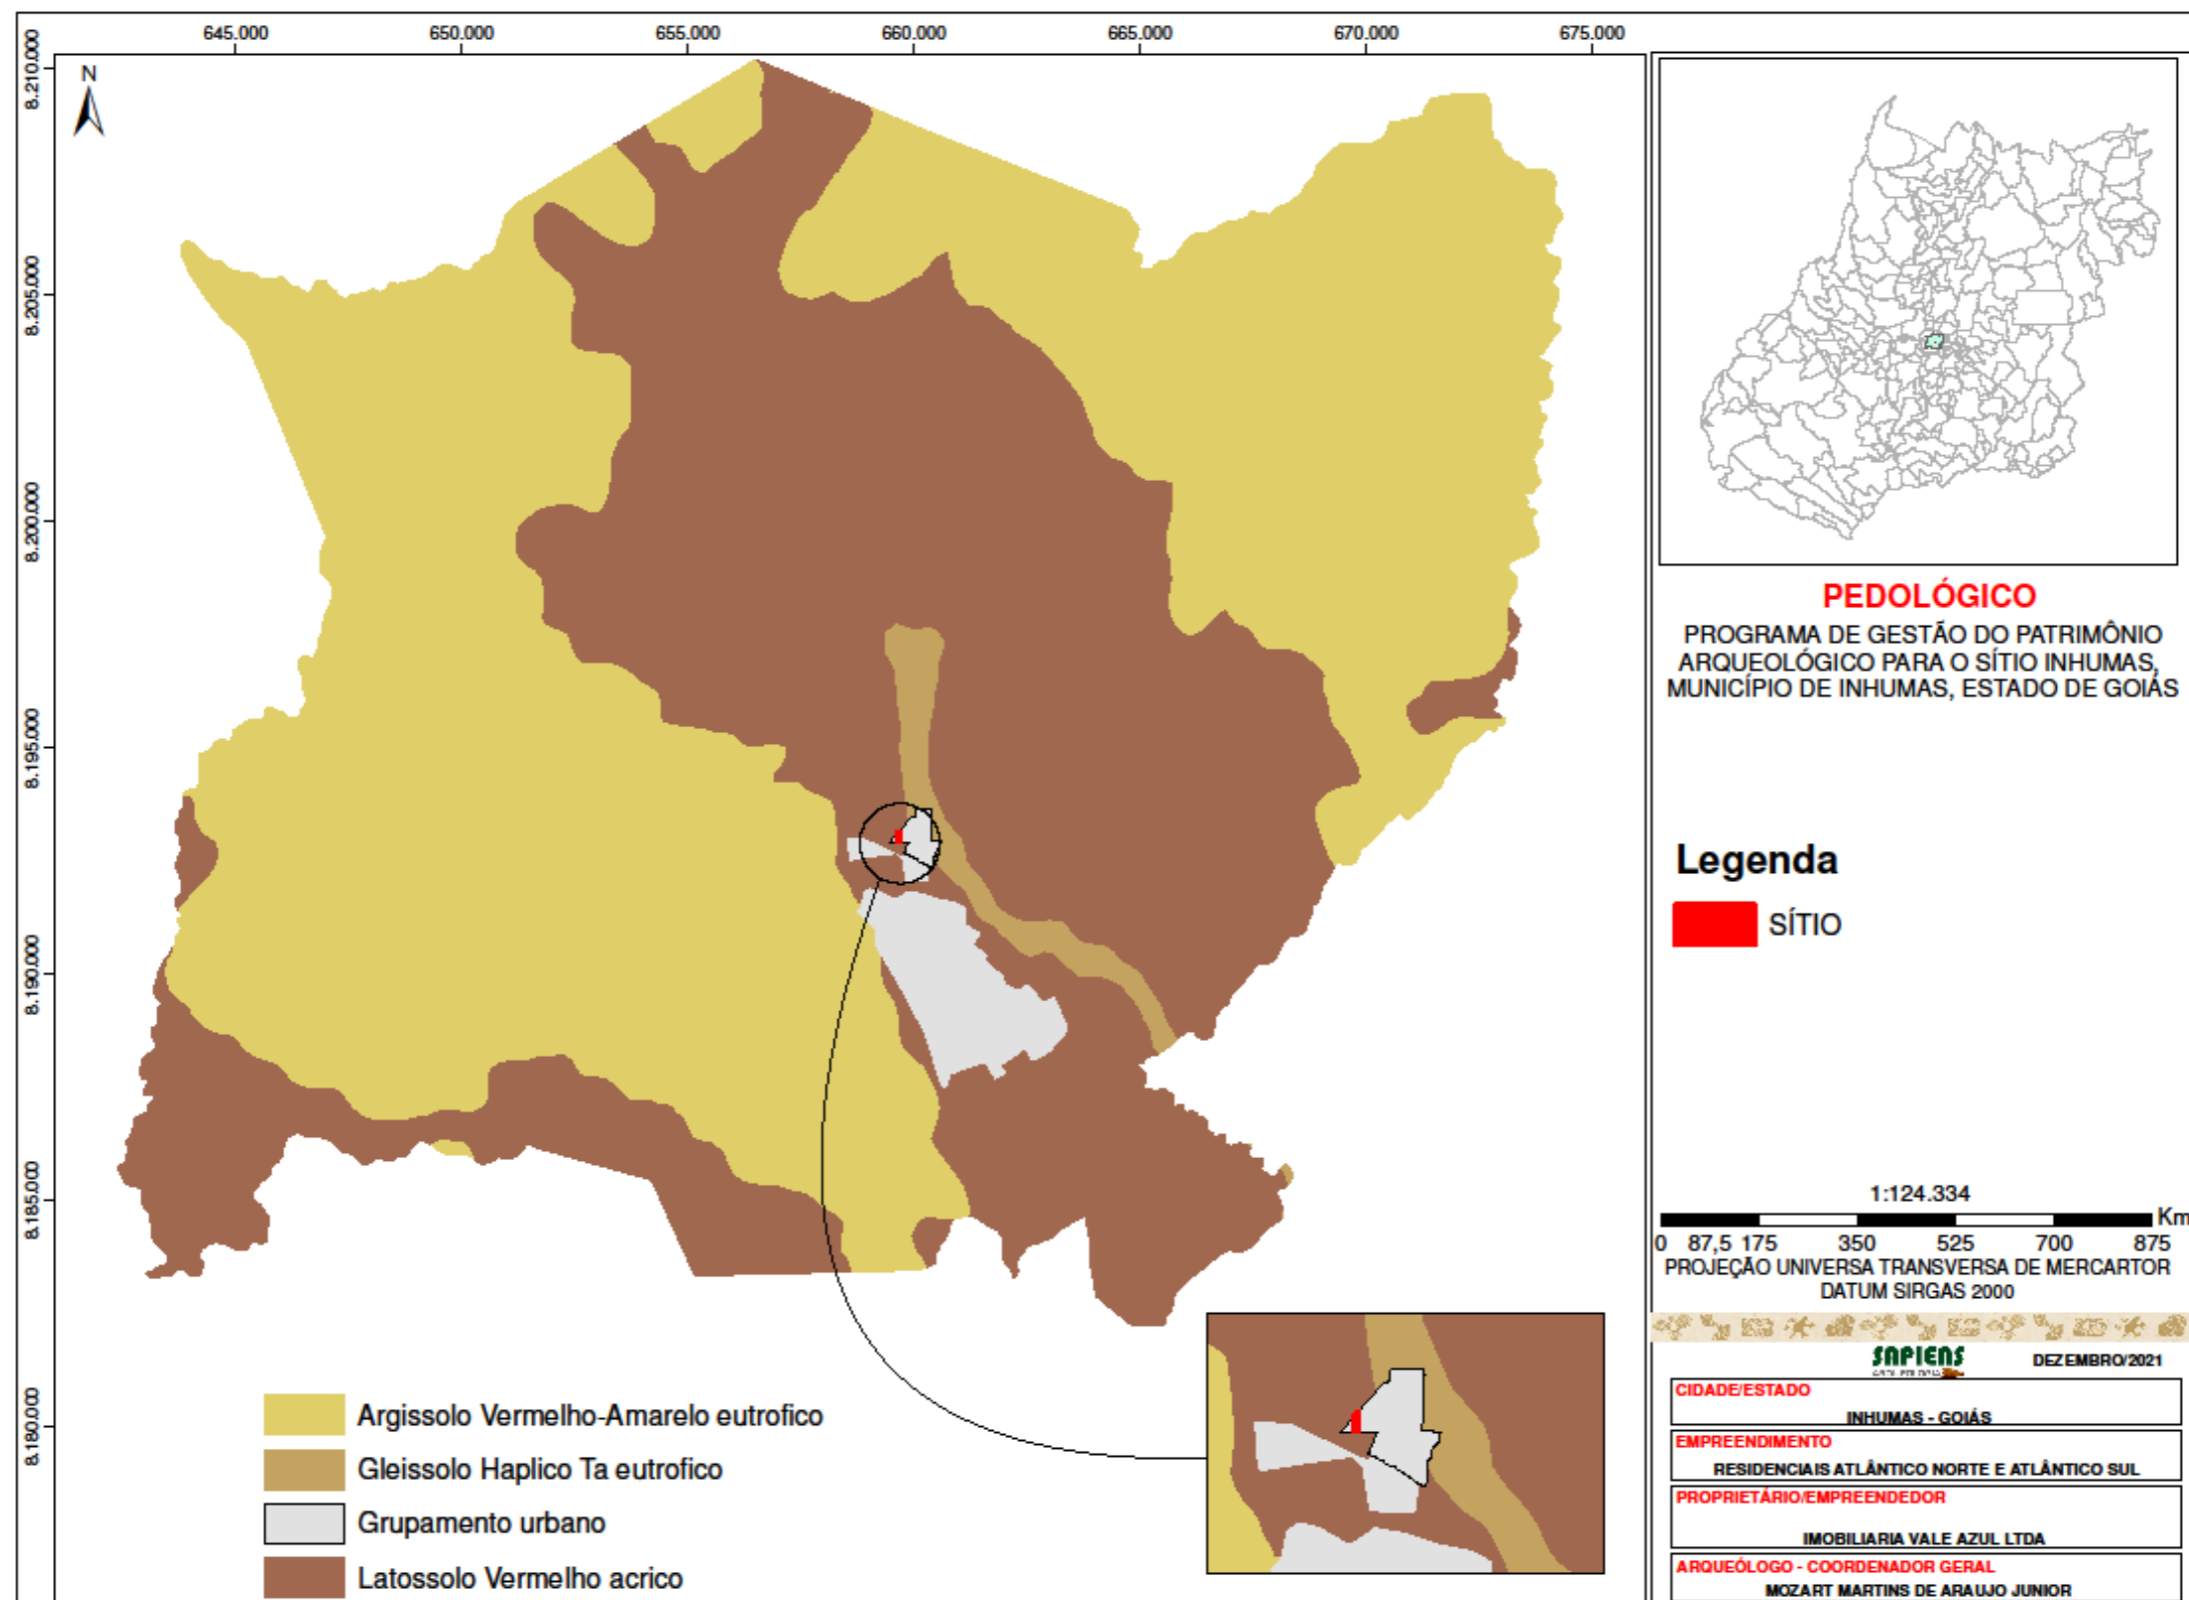 645.000 650.000 655.000 660.000 665.000 670.000 675.000
8.210.000
8.205.000
8.200.000
8.195.000
8.190.000
8.185.000
8.180.000
N
Argissolo Vermelho-Amarelo eutrofico
Gleissolo Haplico Ta eutrofico
Grupamento urbano
Latossolo Vermelho acrico
PEDOLÓGICO
PROGRAMA DE GESTÃO DO PATRIMÔNIO
ARQUEOLÓGICO PARA O SÍTIO INHUMAS,
MUNICÍPIO DE INHUMAS, ESTADO DE GOIÁS
Legenda
SÍTIO
1:124.334
Km
0 87,5 175 350 525 700 875
PROJEÇÃO UNIVERSA TRANSVERSA DE MERCARTOR
DATUM SIRGAS 2000
SAPIENS
DEZEMBRO/2021
CIDADE/ESTADO
INHUMAS - GOIÁS
EMPREENDIMENTO
RESIDENCIAIS ATLÂNTICO NORTE E ATLÂNTICO SUL
PROPRIETÁRIO/EMPREENDEDOR
IMOBILIARIA VALE AZUL LTDA
ARQUEÓLOGO - COORDENADOR GERAL
MOZART MARTINS DE ARAUJO JUNIOR